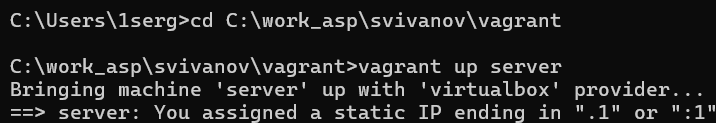 C:\Users\1serg>cd C:\work_asp\svivanov\vagrant
C:\work_asp\svivanov\vagrant>vagrant up server
Bringing machine 'server' up with 'virtualbox' provider...
==> server: You assigned a static IP ending in ".1" or ":1"